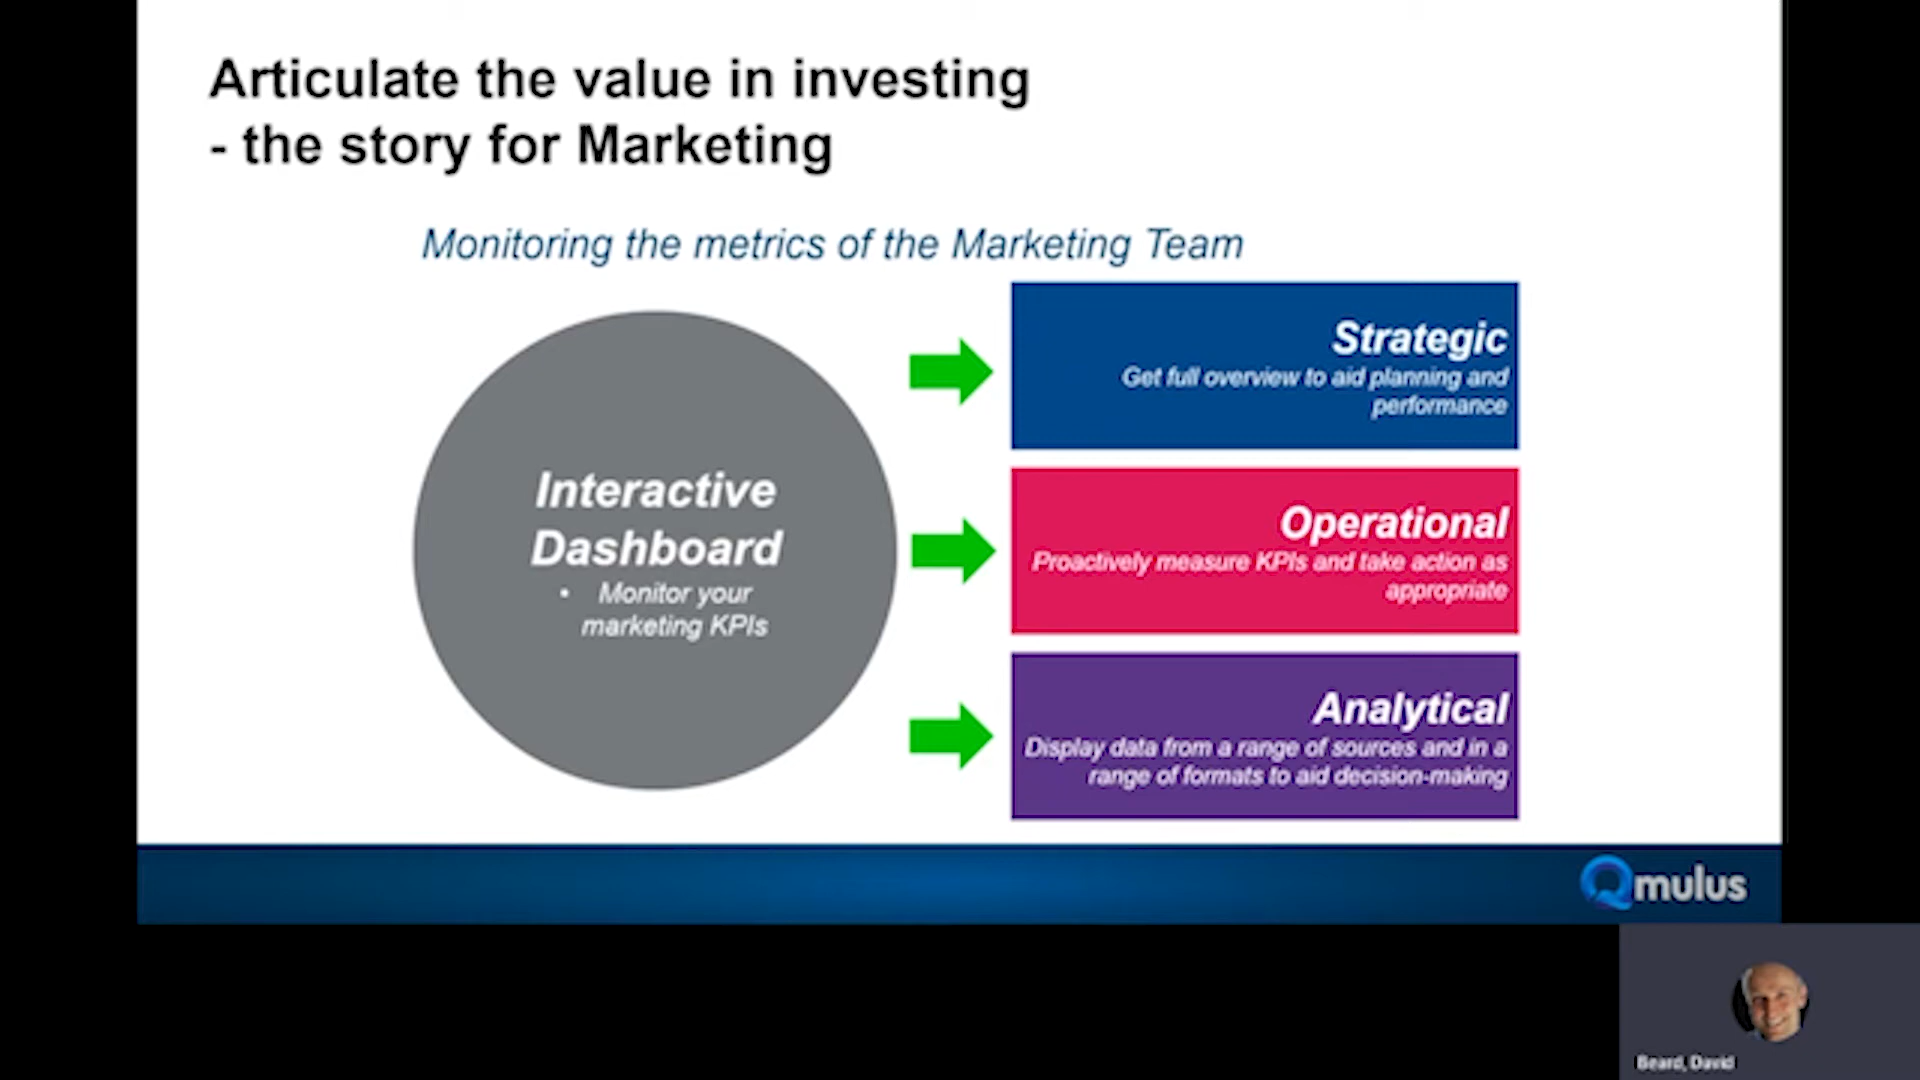 Articulate the value in investing
- the story for Marketing
Monitoring the metrics of the Marketing Team
Interactive
Dashboard
• Monitor your
marketing KPIs
Strategic
Get full overview to aid planning and
performance
Operational
Proactively measure KPIs and take action as
appropriate
Analytical
Display data from a range of sources and in a
range of formats to aid decision-making
Qmulus
Beard, David